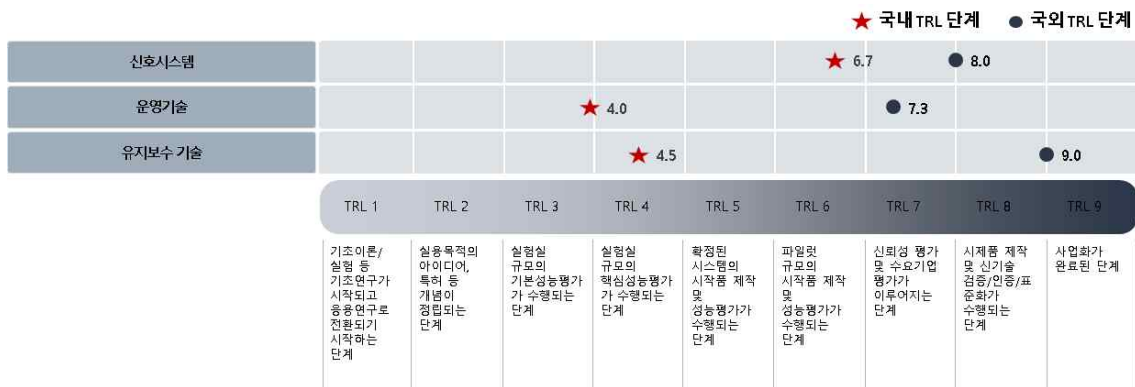 ★ 국내 TRL 단계 ● 국외 TRL 단계
신호시스템 6.7 8.0
운영기술 4.0 7.3
유지보수 기술 4.5 9.0
TRL 1 TRL 2 TRL 3 TRL 4 TRL 5 TRL 6 TRL 7 TRL 8 TRL 9
기초이론/
실험 등
기초연구가
시작되고
응용연구로
전환되기
시작하는
단계
실용목적의
아이디어,
특허 등
개념이
정립되는
단계
실험실
규모의
기본성능평가
가 수행되는
단계
실험실
규모의
핵심성능평가
가 수행되는
단계
확정된
시스템의
시작품 제작
및
성능평가가
수행되는
단계
파일럿
규모의
시작품 제작
및
성능평가가
수행되는
단계
신뢰성 평가
및 수요기업
평가가
이루어지는
단계
시제품 제작
및 신기술
검증/인증/표
준화가
수행되는
단계
사업화가
완료된 단계